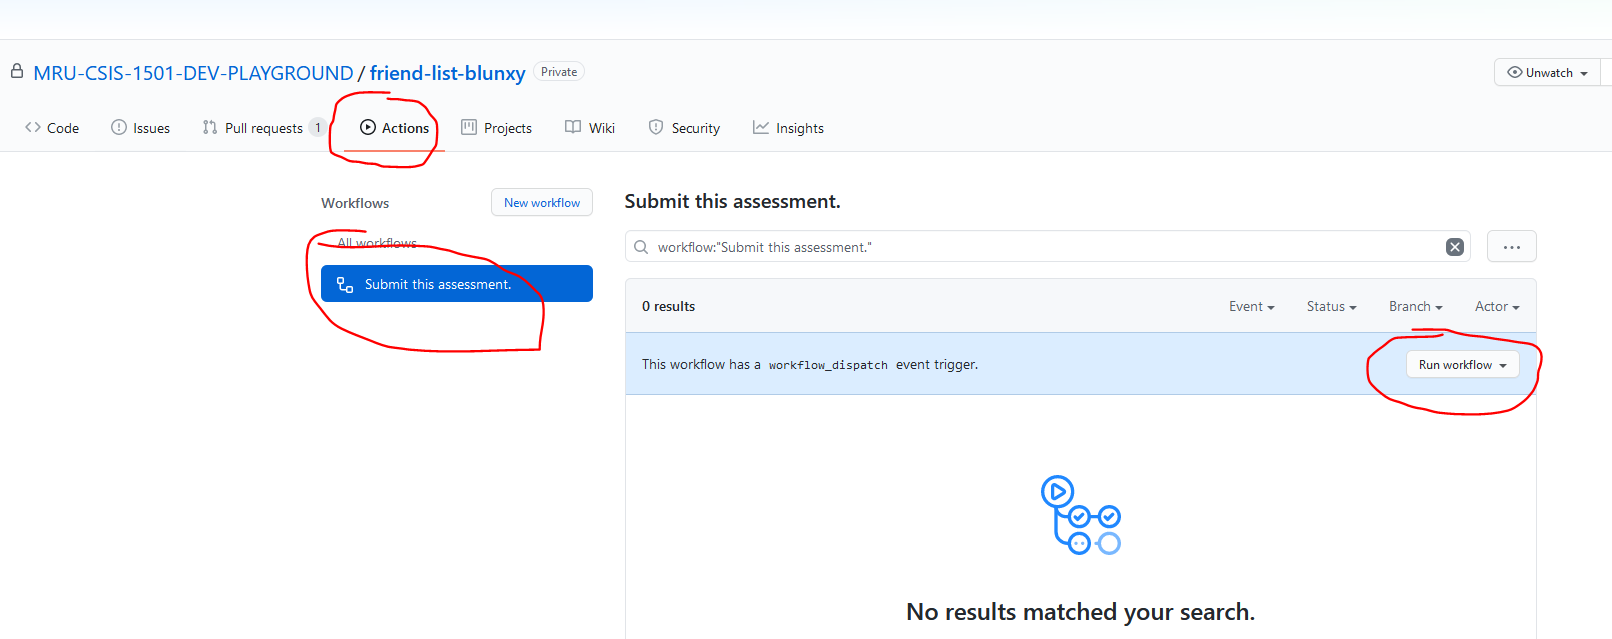 MRU-CSIS-1501-DEV-PLAYGROUND / friend-list-blunxy Private
Unwatch
Code Issues Pull requests 1 Actions Projects Wiki Security Insights
Workflows New workflow
All workflows
Submit this assessment.
Submit this assessment.
workflow:"Submit this assessment."
0 results Event Status Branch Actor
This workflow has a workflow_dispatch event trigger. Run workflow
No results matched your search.